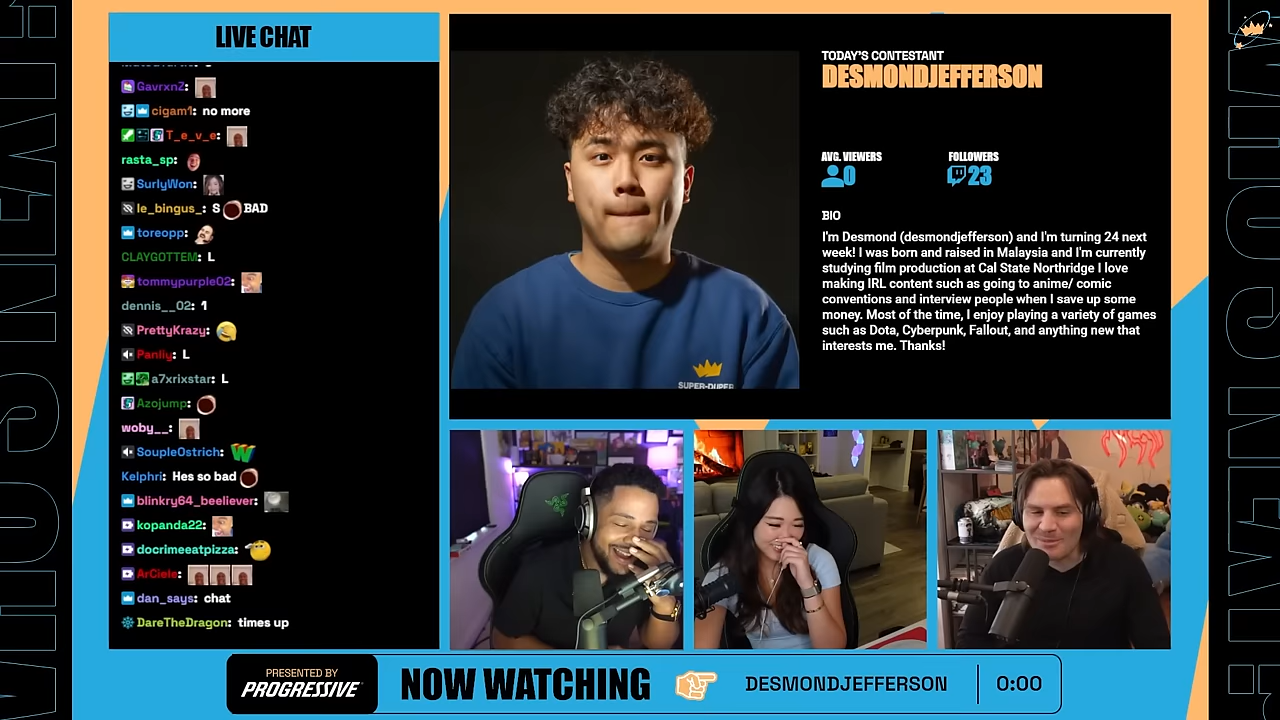 LIVE CHAT
Gavrxn2:
cigam1: no more
T_e_v_e:
rasta_sp:
SurlyWon:
le_bingus_: S BAD
toreopp:
CLAYGOTTEM: L
tommypurple02:
dennis__02: 1
PrettyKrazy:
Panliy: L
a7xrixstar: L
Azojump:
woby__:
SoupleOstrich:
Kelphri: Hes so bad
blinkry64_beeliever:
kopanda22:
docrimeeatpizza:
ArCiele:
dan_says: chat
DareTheDragon: times up
TODAY'S CONTESTANT
DESMONDJEFFERSON
AVG. VIEWERS
0
FOLLOWERS
23
BIO
I'm Desmond (desmondjefferson) and I'm turning 24 next
week! I was born and raised in Malaysia and I'm currently
studying film production at Cal State Northridge I love
making IRL content such as going to anime/ comic
conventions and interview people when I save up some
money. Most of the time, I enjoy playing a variety of games
such as Dota, Cyberpunk, Fallout, and anything new that
interests me. Thanks!
SUPER-DUPER
PRESENTED BY
PROGRESSIVE
NOW WATCHING
DESMONDJEFFERSON
0:00